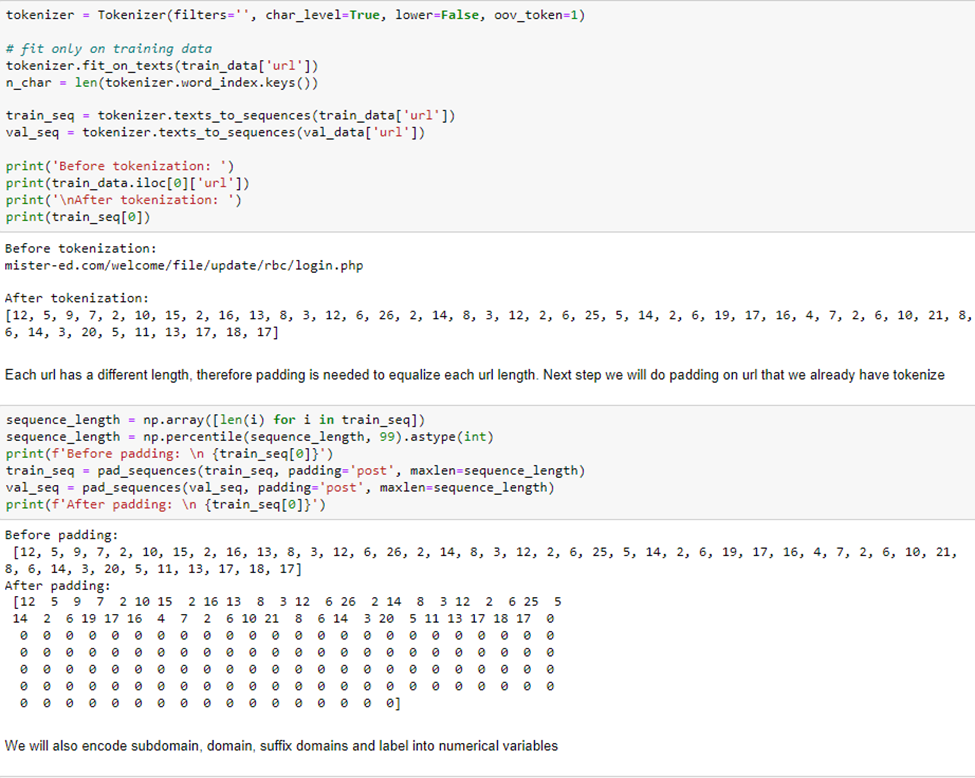 tokenizer = Tokenizer(filters='', char_level=True, lower=False, oov_token=1)
# fit only on training data
tokenizer.fit_on_texts(train_data['url'])
n_char = len(tokenizer.word_index.keys())
train_seq = tokenizer.texts_to_sequences(train_data['url'])
val_seq = tokenizer.texts_to_sequences(val_data['url'])
print('Before tokenization: ')
print(train_data.iloc[0]['url'])
print('\nAfter tokenization: ')
print(train_seq[0])
Before tokenization:
mister-ed.com/welcome/file/update/rbc/login.php
After tokenization:
[12, 5, 9, 7, 2, 10, 15, 2, 16, 13, 8, 3, 12, 6, 26, 2, 14, 8, 3, 12, 2, 6, 25, 5, 14, 2, 6, 19, 17, 16, 4, 7, 2, 6, 10, 21, 8,
6, 14, 3, 20, 5, 11, 13, 17, 18, 17]
Each url has a different length, therefore padding is needed to equalize each url length. Next step we will do padding on url that we already have tokenize
sequence_length = np.array([len(i) for i in train_seq])
sequence_length = np.percentile(sequence_length, 99).astype(int)
print(f'Before padding: \n {train_seq[0]}')
train_seq = pad_sequences(train_seq, padding='post', maxlen=sequence_length)
val_seq = pad_sequences(val_seq, padding='post', maxlen=sequence_length)
print(f'After padding: \n {train_seq[0]}')
Before padding:
[12, 5, 9, 7, 2, 10, 15, 2, 16, 13, 8, 3, 12, 6, 26, 2, 14, 8, 3, 12, 2, 6, 25, 5, 14, 2, 6, 19, 17, 16, 4, 7, 2, 6, 10, 21,
8, 6, 14, 3, 20, 5, 11, 13, 17, 18, 17]
After padding:
[12 5 9 7 2 10 15 2 16 13 8 3 12 6 26 2 14 8 3 12 2 6 25 5
14 2 6 19 17 16 4 7 2 6 10 21 8 6 14 3 20 5 11 13 17 18 17 0
0 0 0 0 0 0 0 0 0 0 0 0 0 0 0 0 0 0 0 0 0 0 0 0
0 0 0 0 0 0 0 0 0 0 0 0 0 0 0 0 0 0 0 0 0 0 0 0
0 0 0 0 0 0 0 0 0 0 0 0 0 0 0 0 0 0 0 0 0 0 0 0
0 0 0 0 0 0 0 0 0 0 0 0 0 0 0 0 0 0 0 0 0 0 0 0
0 0 0 0 0 0 0 0 0 0 0 0 0 0 0 0 0]
We will also encode subdomain, domain, suffix domains and label into numerical variables